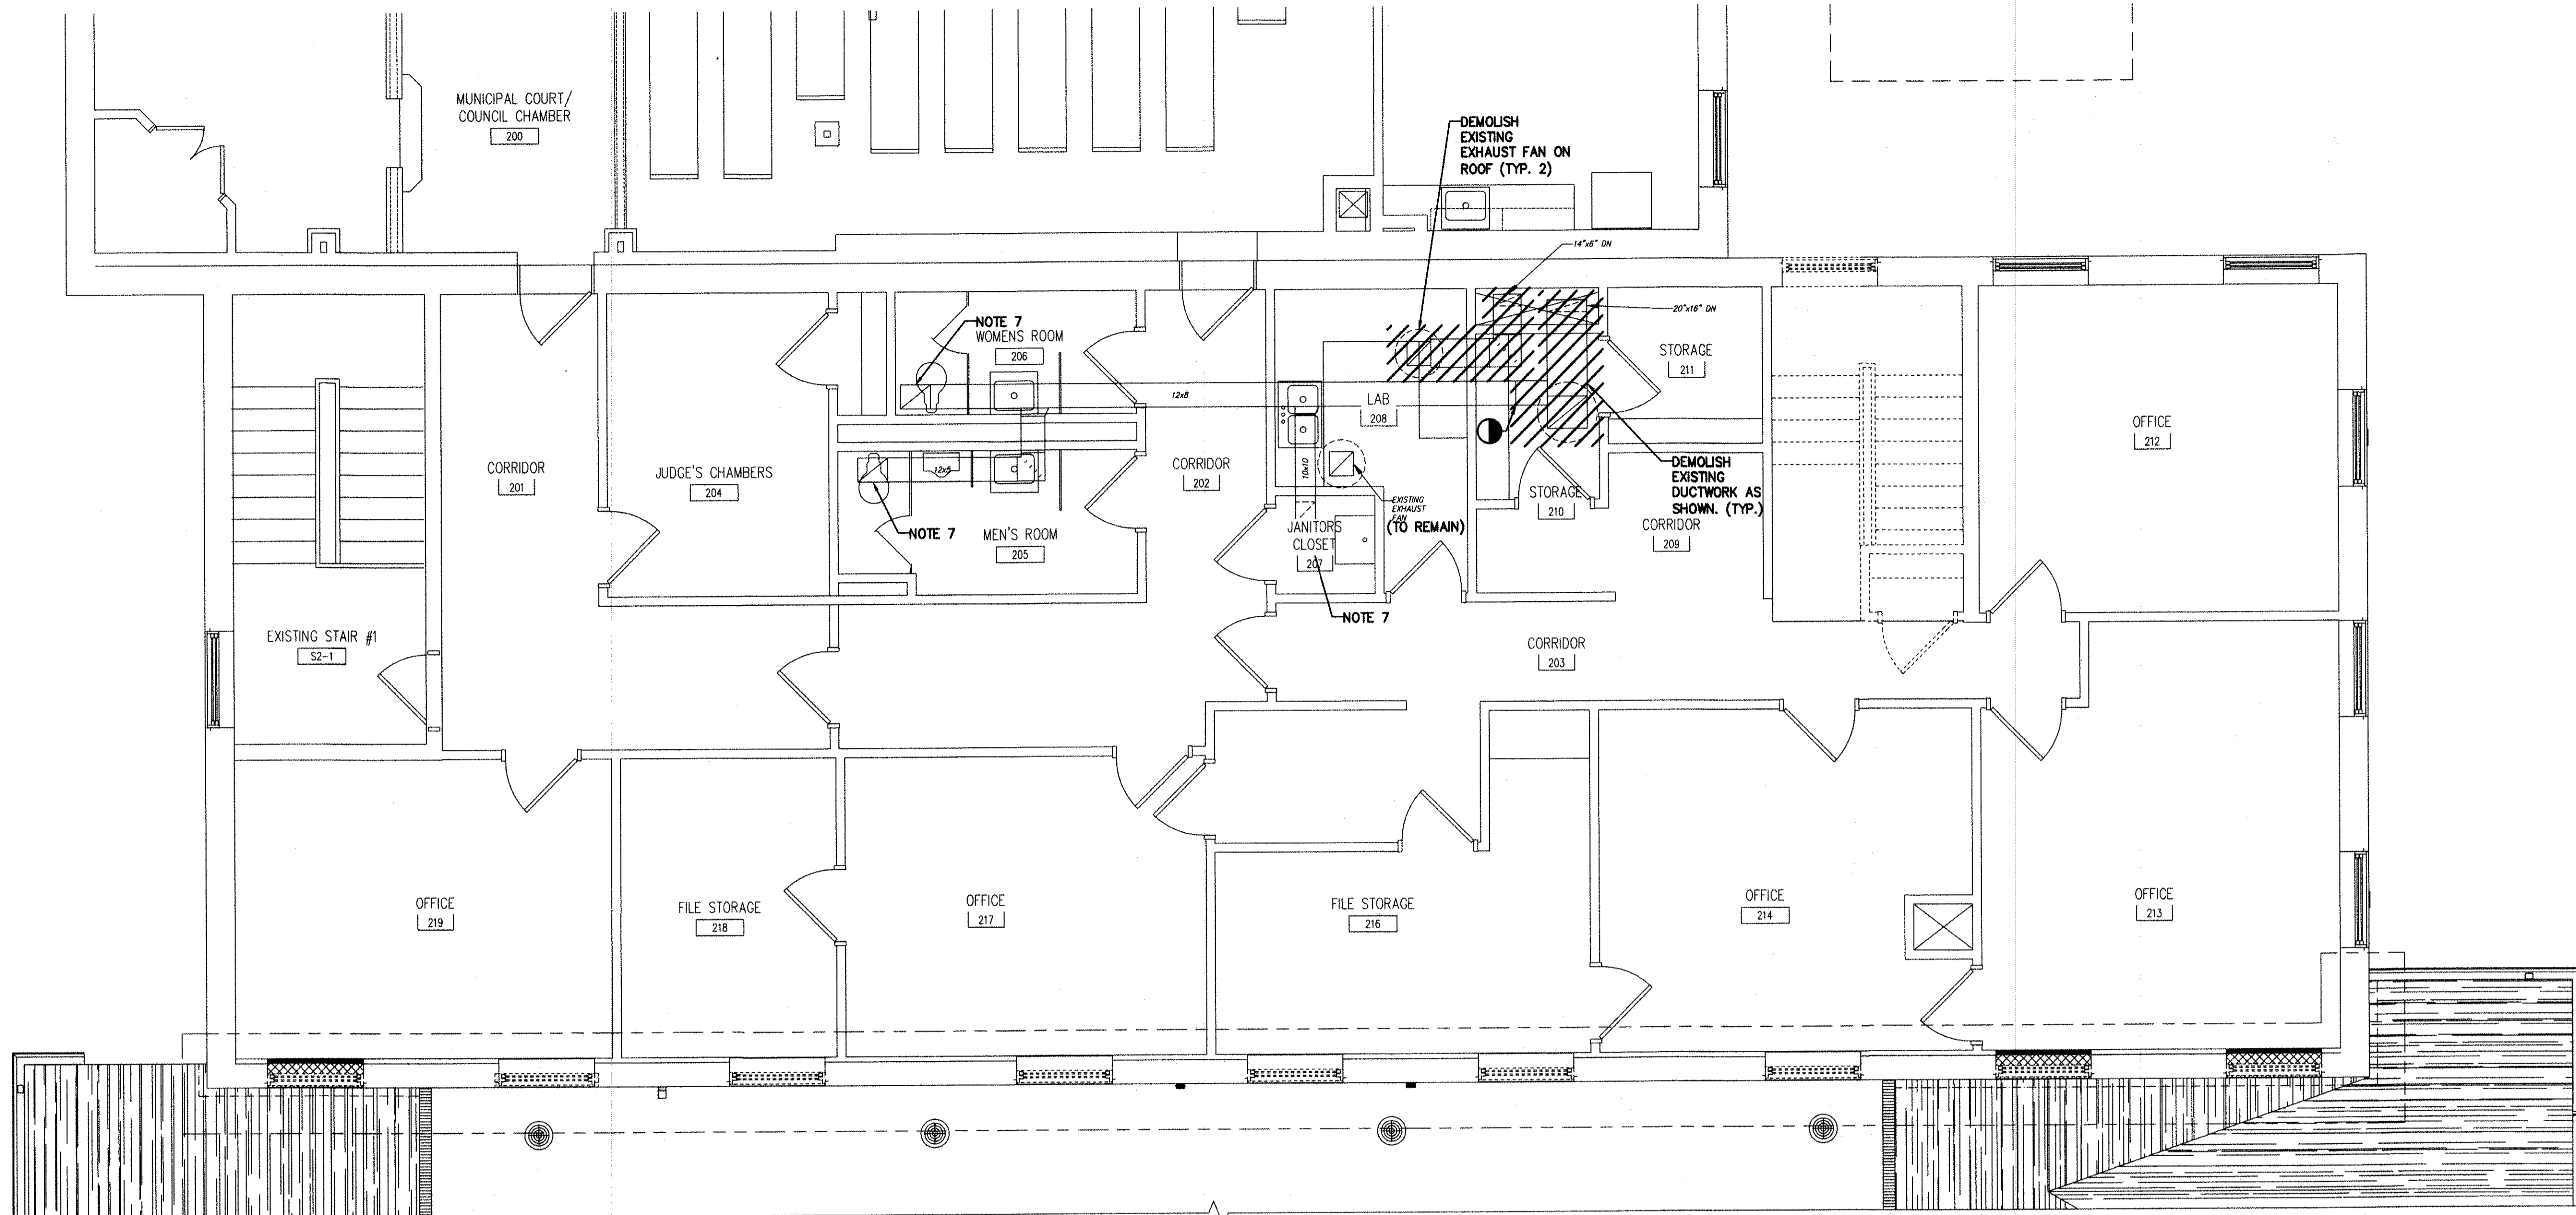 MUNICIPAL COURT/
COUNCIL CHAMBER
200
DEMOLISH
EXISTING
EXHAUST FAN ON
ROOF (TYP. 2)
14"x6" DN
20"x16" DN
NOTE 7
WOMENS ROOM
206
STORAGE
211
12x8
LAB
208
OFFICE
212
CORRIDOR
201
JUDGE'S CHAMBERS
204
12x5
CORRIDOR
202
10x10
DEMOLISH
EXISTING
DUCTWORK AS
SHOWN. (TYP.)
STORAGE
210
EXISTING
EXHAUST
FAN
(TO REMAIN)
CORRIDOR
209
NOTE 7
MEN'S ROOM
205
JANITORS
CLOSET
207
NOTE 7
EXISTING STAIR #1
S2-1
CORRIDOR
203
OFFICE
219
FILE STORAGE
218
OFFICE
217
FILE STORAGE
216
OFFICE
214
OFFICE
213